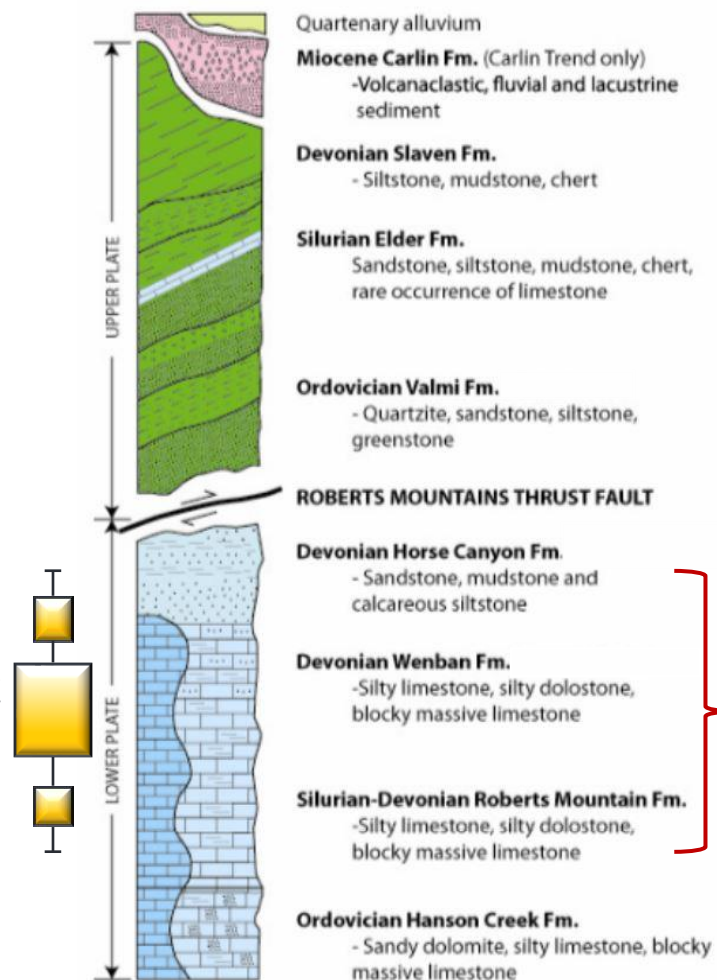 Quartenary alluvium
Miocene Carlin Fm. (Carlin Trend only)
-Volcanaclastic, fluvial and lacustrine
sediment
Devonian Slaven Fm.
- Siltstone, mudstone, chert
Silurian Elder Fm.
Sandstone, siltstone, mudstone, chert,
rare occurrence of limestone
UPPER PLATE
Ordovician Valmi Fm.
- Quartzite, sandstone, siltstone,
greenstone
ROBERTS MOUNTAINS THRUST FAULT
Devonian Horse Canyon Fm.
- Sandstone, mudstone and
calcareous siltstone
Devonian Wenban Fm.
-Silty limestone, silty dolostone,
blocky massive limestone
LOWER PLATE
Silurian-Devonian Roberts Mountain Fm.
-Silty limestone, silty dolostone,
blocky massive limestone
Ordovician Hanson Creek Fm.
- Sandy dolomite, silty limestone, blocky
massive limestone